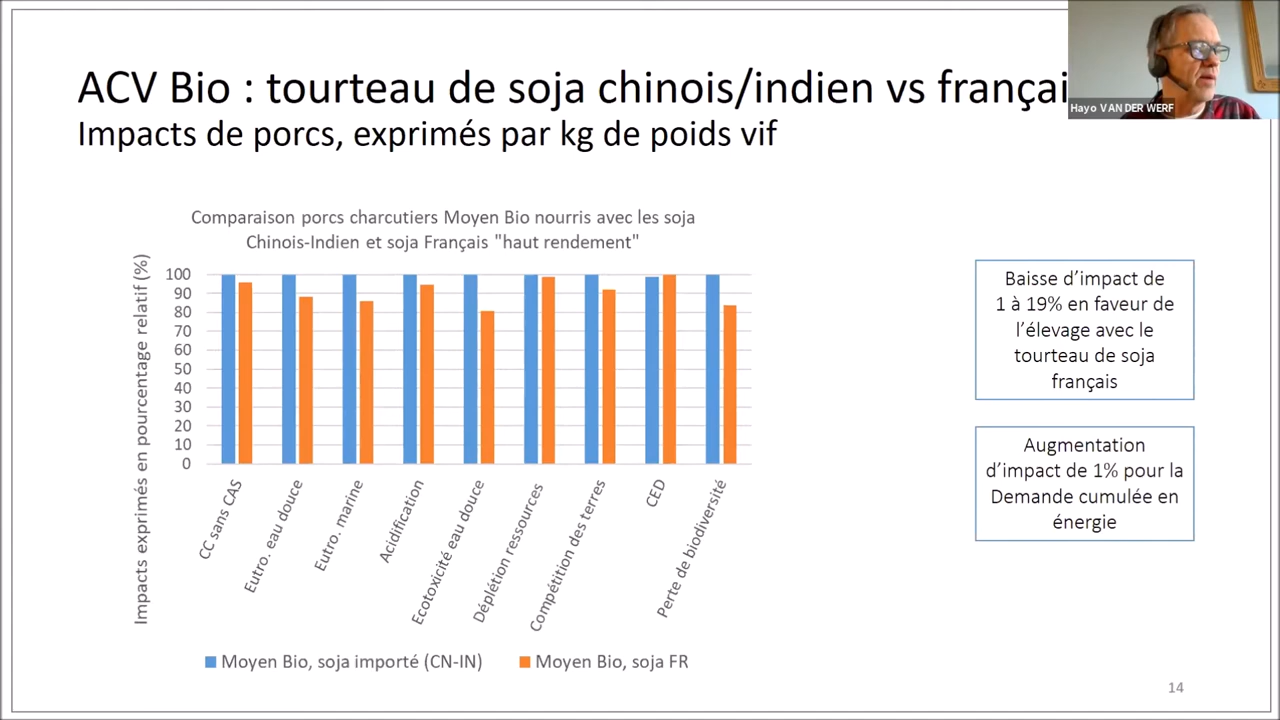 ACV Bio : tourteau de soja chinois/indien vs françai
Impacts de porcs, exprimés par kg de poids vif
Hayo VAN DER WERF
Comparaison porcs charcutiers Moyen Bio nourris avec les soja
Chinois-Indien et soja Français "haut rendement"
Impacts exprimés en pourcentage relatif (%)
100
90
80
70
60
50
40
30
20
10
0
CC sans CAS
Eutro. eau douce
Eutro. marine
Acidification
Ecotoxicité eau douce
Déplétion ressources
Compétition des terres
CED
Perte de biodiversité
Moyen Bio, soja importé (CN-IN)
Moyen Bio, soja FR
Baisse d'impact de
1 à 19% en faveur de
l'élevage avec le
tourteau de soja
français
Augmentation
d'impact de 1% pour la
Demande cumulée en
énergie
14